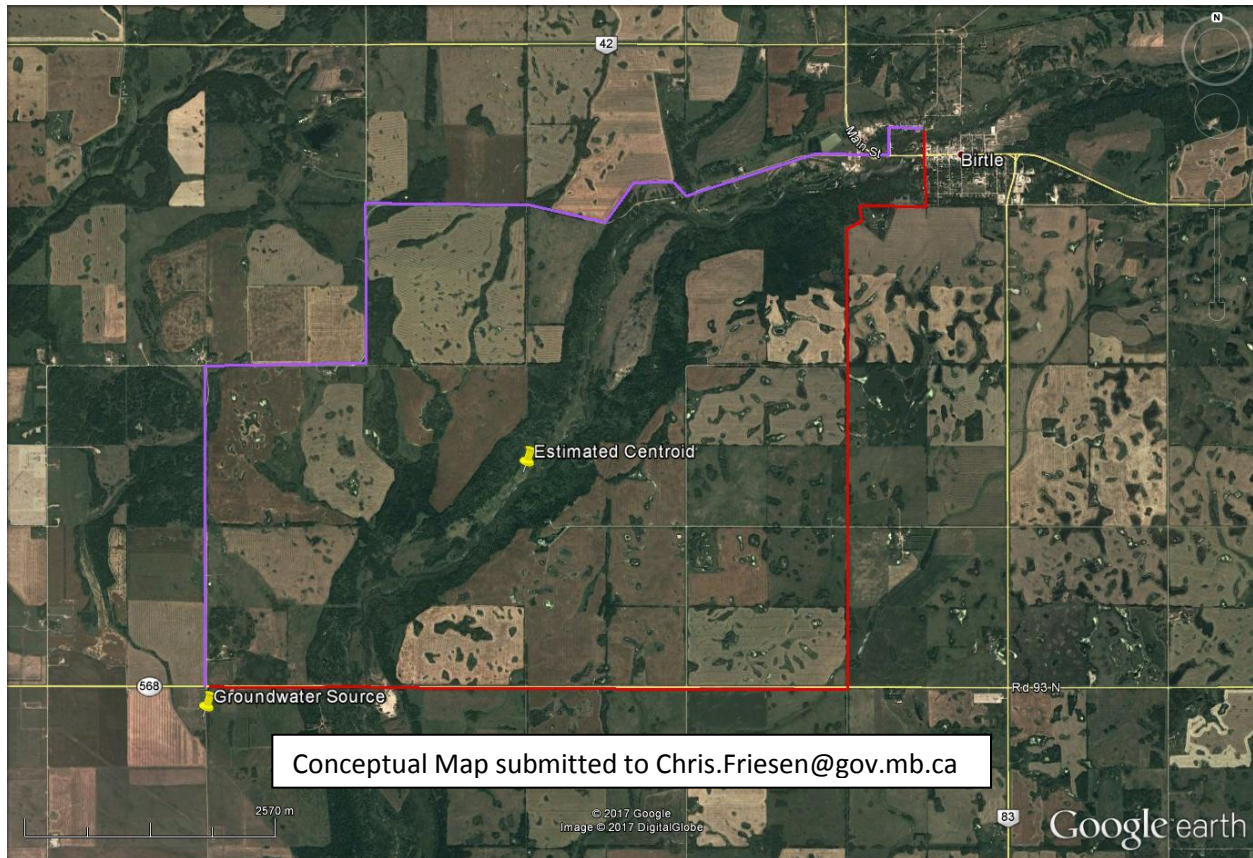 N
42
Main St
Birtle
Estimated Centroid
568
Groundwater Source
Rd 93 N
Conceptual Map submitted to Chris.Friesen@gov.mb.ca
2570 m
© 2017 Google
Image © 2017 DigitalGlobe
83
Google earth